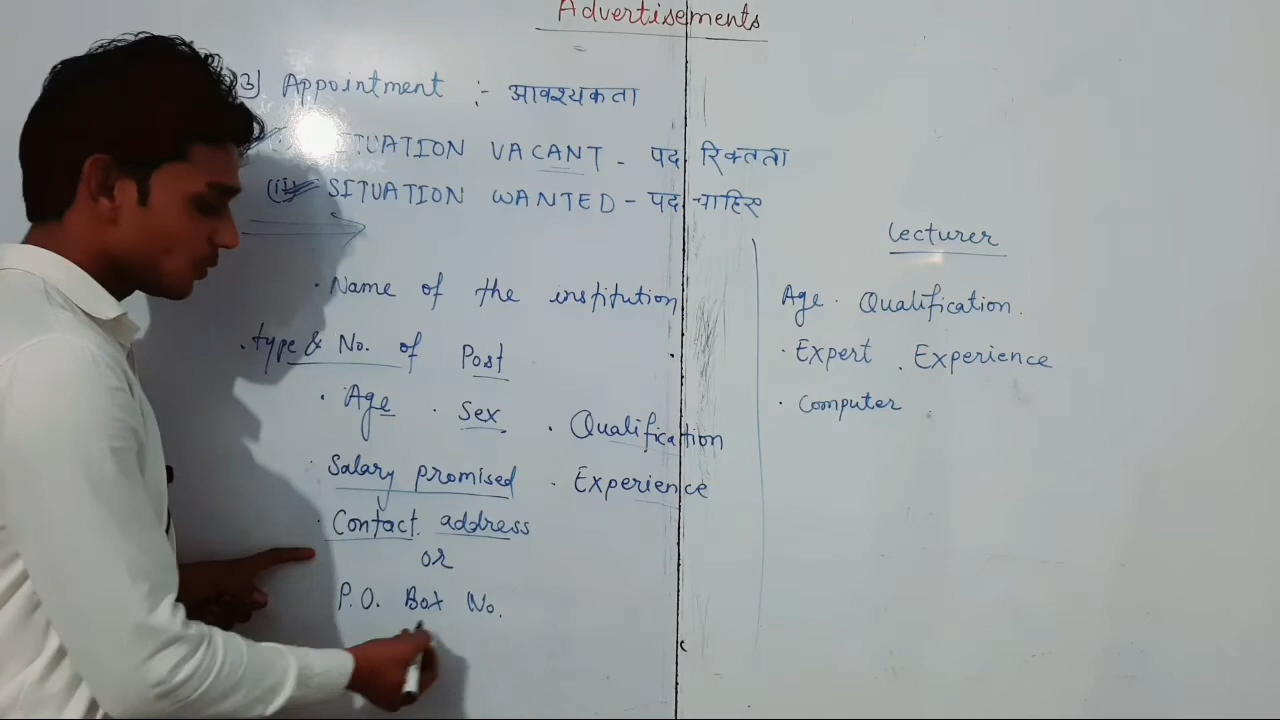 Advertisements
3) Appointment :- आवश्यकता
SITUATION VACANT - पद रिक्तता
(ii) SITUATION WANTED - पद चाहिए
. Name of the institution
. type & No. of Post
. Age . Sex . Qualification
. Salary promised . Experience
. Contact address
or
P.O. Box No.
lecturer
Age . Qualification .
. Expert . Experience
. Computer .